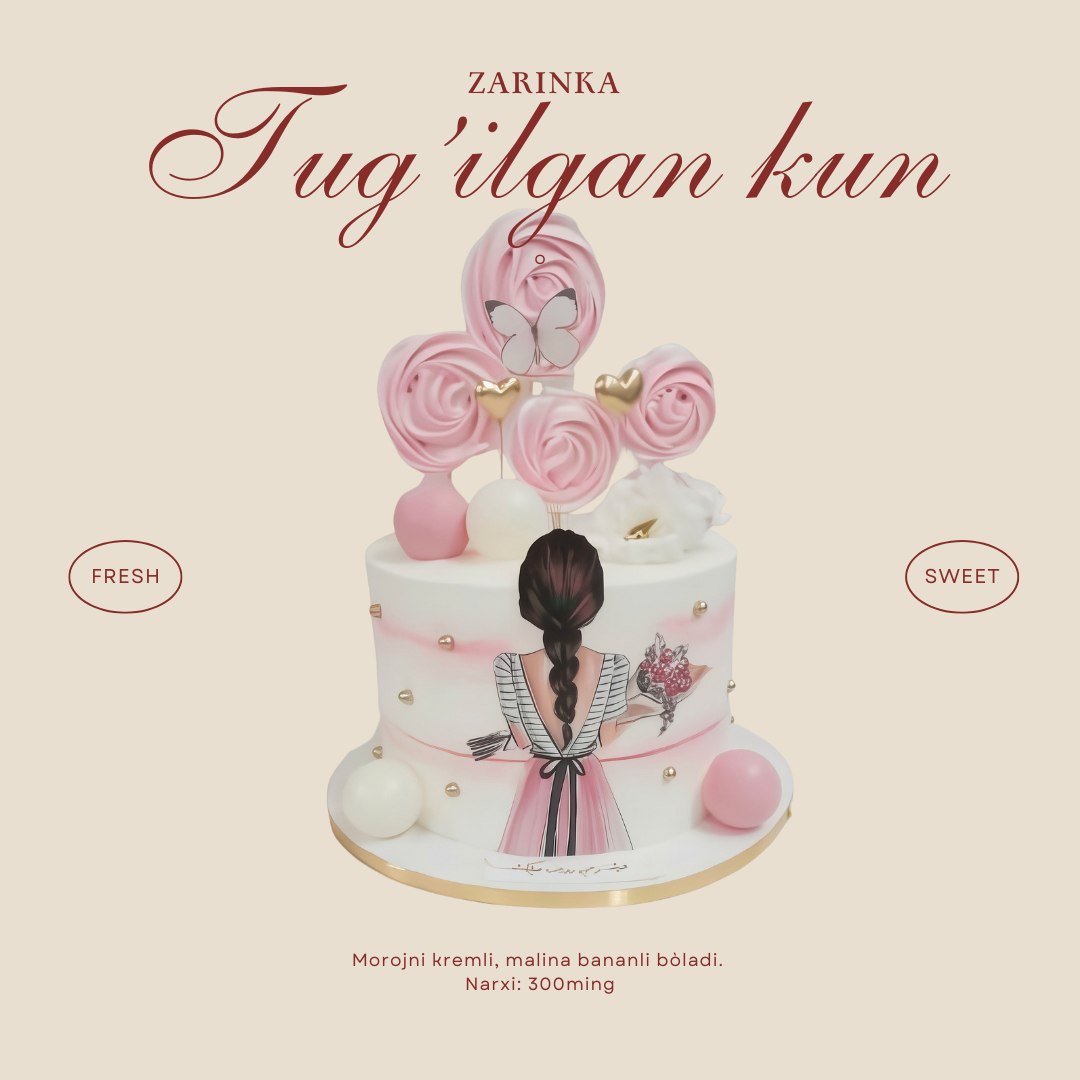 ZARINKA
Tug'ilgan kun
FRESH
SWEET
Morojni kremli, malina bananli bòladi.
Narxi: 300ming